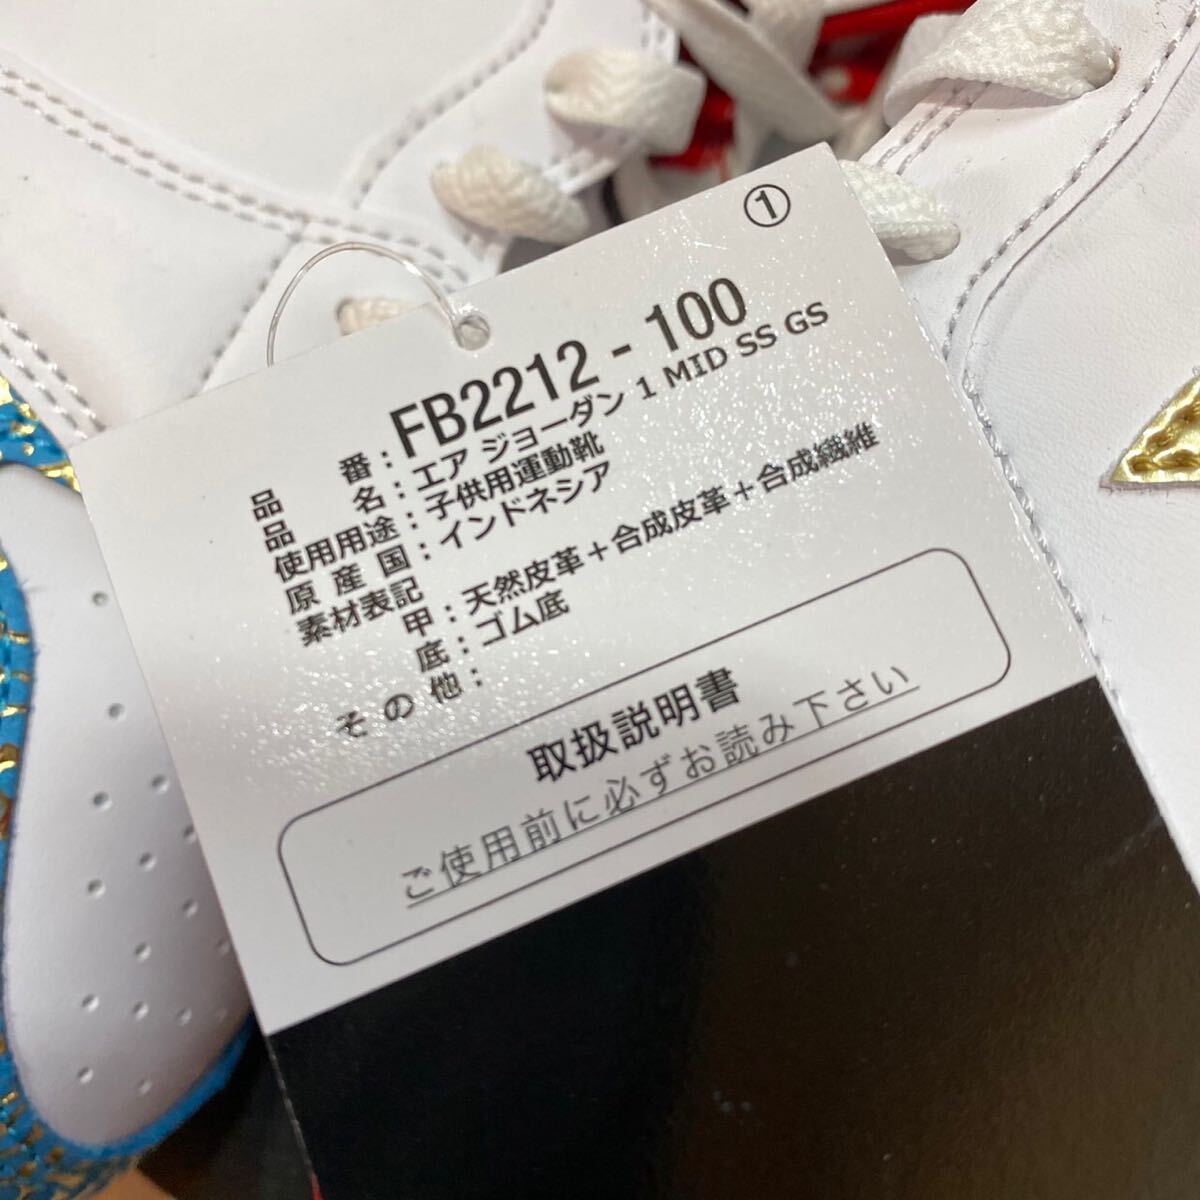 ①
品番：FB2212 - 100
品名：エア ジョーダン 1 MID SS GS
使用用途：子供用運動靴
原産国：インドネシア
素材表記
甲：天然皮革＋合成皮革＋合成繊維
底：ゴム底
その他：
取扱説明書
ご使用前に必ずお読み下さい